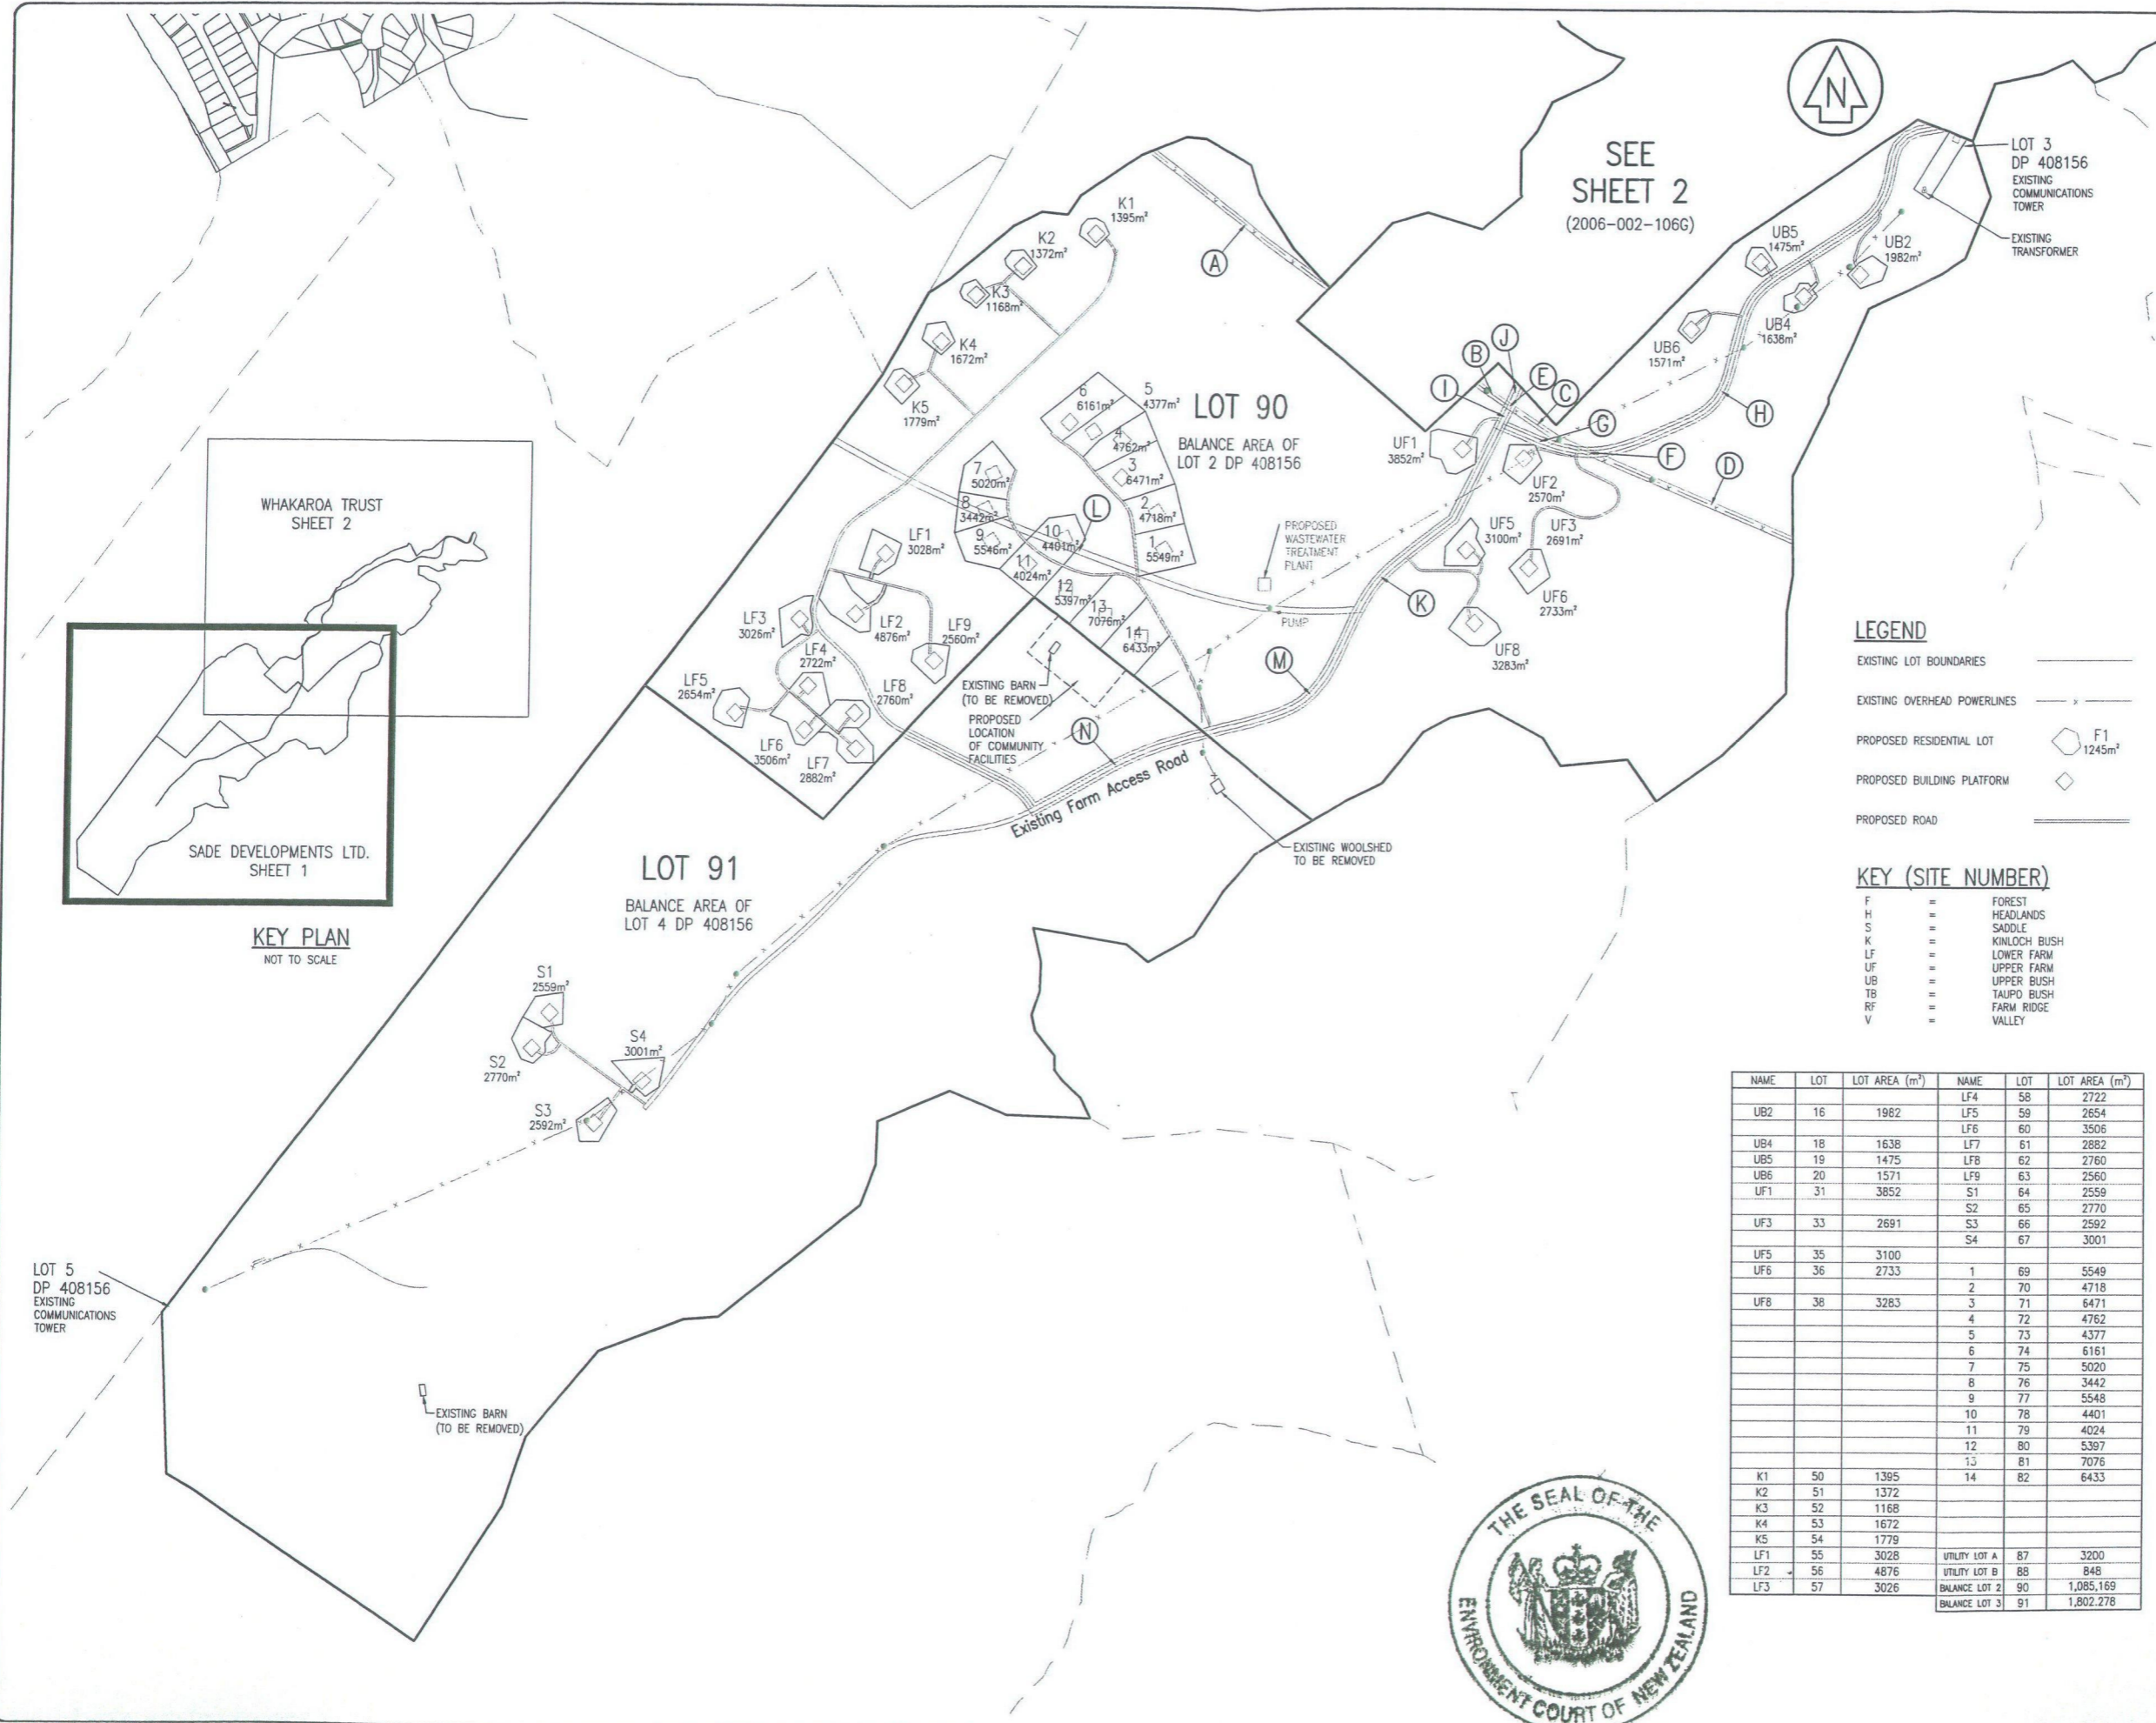 SEE
SHEET 2
(2006-002-106G)
N
LOT 3
DP 408156
EXISTING
COMMUNICATIONS
TOWER
EXISTING
TRANSFORMER
K1
1395m²
K2
1372m²
K3
1168m²
K4
1672m²
K5
1779m²
A
UB5
1475m²
UB2
1982m²
UB4
1638m²
UB6
1571m²
B
J
I
E
C
G
H
F
D
6
6161m²
5
4377m²
4
4762m²
3
6471m²
2
4718m²
1
5549m²
LOT 90
BALANCE AREA OF
LOT 2 DP 408156
7
5020m²
8
3442m²
9
5546m²
10
4401m²
11
4024m²
12
5397m²
13
7076m²
14
6433m²
L
UF1
3852m²
UF2
2570m²
UF3
2691m²
UF5
3100m²
UF6
2733m²
UF8
3283m²
PROPOSED
WASTEWATER
TREATMENT
PLANT
PUMP
K
M
N
LF1
3028m²
LF2
4876m²
LF3
3026m²
LF4
2722m²
LF5
2654m²
LF6
3506m²
LF7
2882m²
LF8
2760m²
LF9
2560m²
EXISTING BARN
(TO BE REMOVED)
PROPOSED
LOCATION
OF COMMUNITY
FACILITIES
Existing Farm Access Road
EXISTING WOOLSHED
TO BE REMOVED
WHAKAROA TRUST
SHEET 2
SADE DEVELOPMENTS LTD.
SHEET 1
KEY PLAN
NOT TO SCALE
LOT 91
BALANCE AREA OF
LOT 4 DP 408156
S1
2559m²
S2
2770m²
S4
3001m²
S3
2592m²
LOT 5
DP 408156
EXISTING
COMMUNICATIONS
TOWER
EXISTING BARN
(TO BE REMOVED)
LEGEND
EXISTING LOT BOUNDARIES
EXISTING OVERHEAD POWERLINES
PROPOSED RESIDENTIAL LOT F1
1245m²
PROPOSED BUILDING PLATFORM
PROPOSED ROAD
KEY (SITE NUMBER)
F = FOREST
H = HEADLANDS
S = SADDLE
K = KINLOCH BUSH
LF = LOWER FARM
UF = UPPER FARM
UB = UPPER BUSH
TB = TAUPO BUSH
RF = FARM RIDGE
V = VALLEY
NAME LOT LOT AREA (m²) NAME LOT LOT AREA (m²)
LF4 58 2722
UB2 16 1982 LF5 59 2654
LF6 60 3506
UB4 18 1638 LF7 61 2882
UB5 19 1475 LF8 62 2760
UB6 20 1571 LF9 63 2560
UF1 31 3852 S1 64 2559
S2 65 2770
UF3 33 2691 S3 66 2592
S4 67 3001
UF5 35 3100
UF6 36 2733 1 69 5549
2 70 4718
UF8 38 3283 3 71 6471
4 72 4762
5 73 4377
6 74 6161
7 75 5020
8 76 3442
9 77 5548
10 78 4401
11 79 4024
12 80 5397
13 81 7076
K1 50 1395 14 82 6433
K2 51 1372
K3 52 1168
K4 53 1672
K5 54 1779
LF1 55 3028 UTILITY LOT A 87 3200
LF2 56 4876 UTILITY LOT B 88 848
LF3 57 3026 BALANCE LOT 2 90 1,085,169
BALANCE LOT 3 91 1,802.278
THE SEAL OF THE
ENVIRONMENT COURT OF NEW ZEALAND